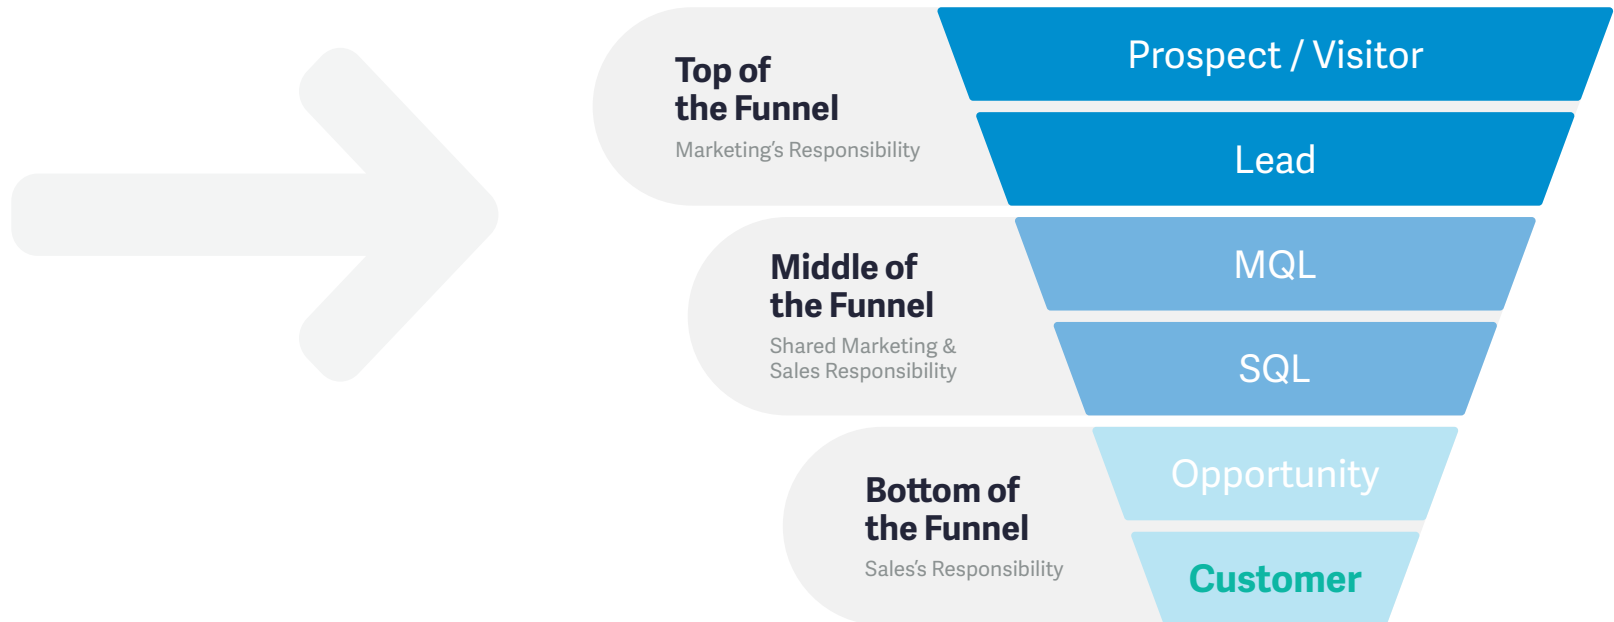 Top of
the Funnel
Marketing's Responsibility
Prospect / Visitor
Lead
Middle of
the Funnel
Shared Marketing &
Sales Responsibility
MQL
SQL
Bottom of
the Funnel
Sales's Responsibility
Opportunity
Customer